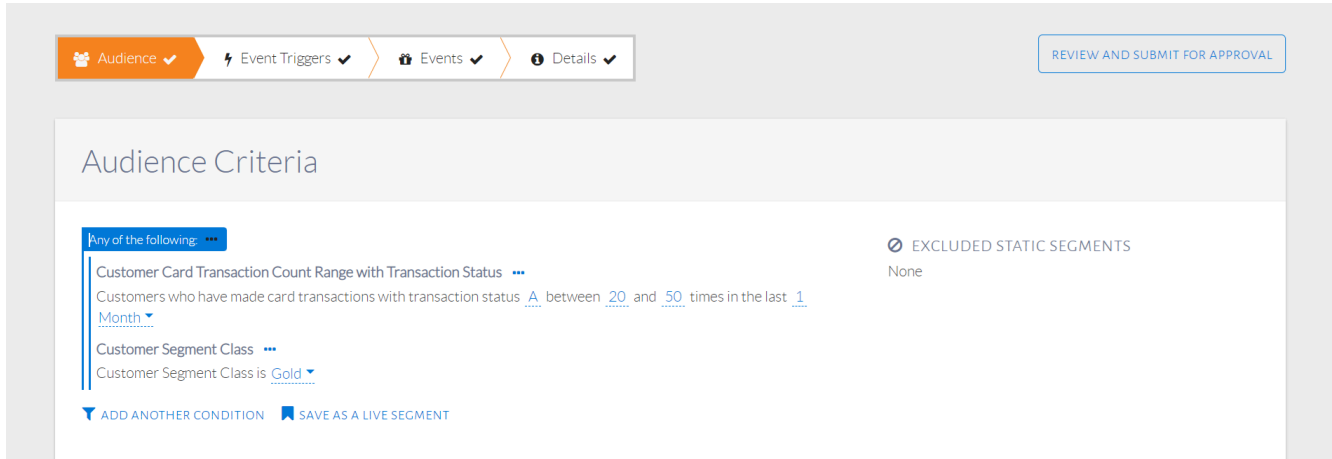 Audience
Event Triggers
Events
Details
REVIEW AND SUBMIT FOR APPROVAL
Audience Criteria
Any of the following:
EXCLUDED STATIC SEGMENTS
None
Customer Card Transaction Count Range with Transaction Status
Customers who have made card transactions with transaction status A between 20 and 50 times in the last 1
Month
Customer Segment Class
Customer Segment Class is Gold
ADD ANOTHER CONDITION SAVE AS A LIVE SEGMENT